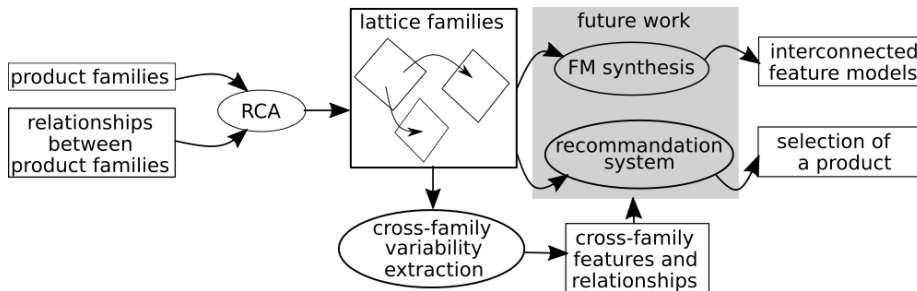 product families
relationships
between
product families
RCA
lattice families
future work
FM synthesis
recommandation
system
interconnected
feature models
selection of
a product
cross-family
variability
extraction
cross-family
features and
relationships